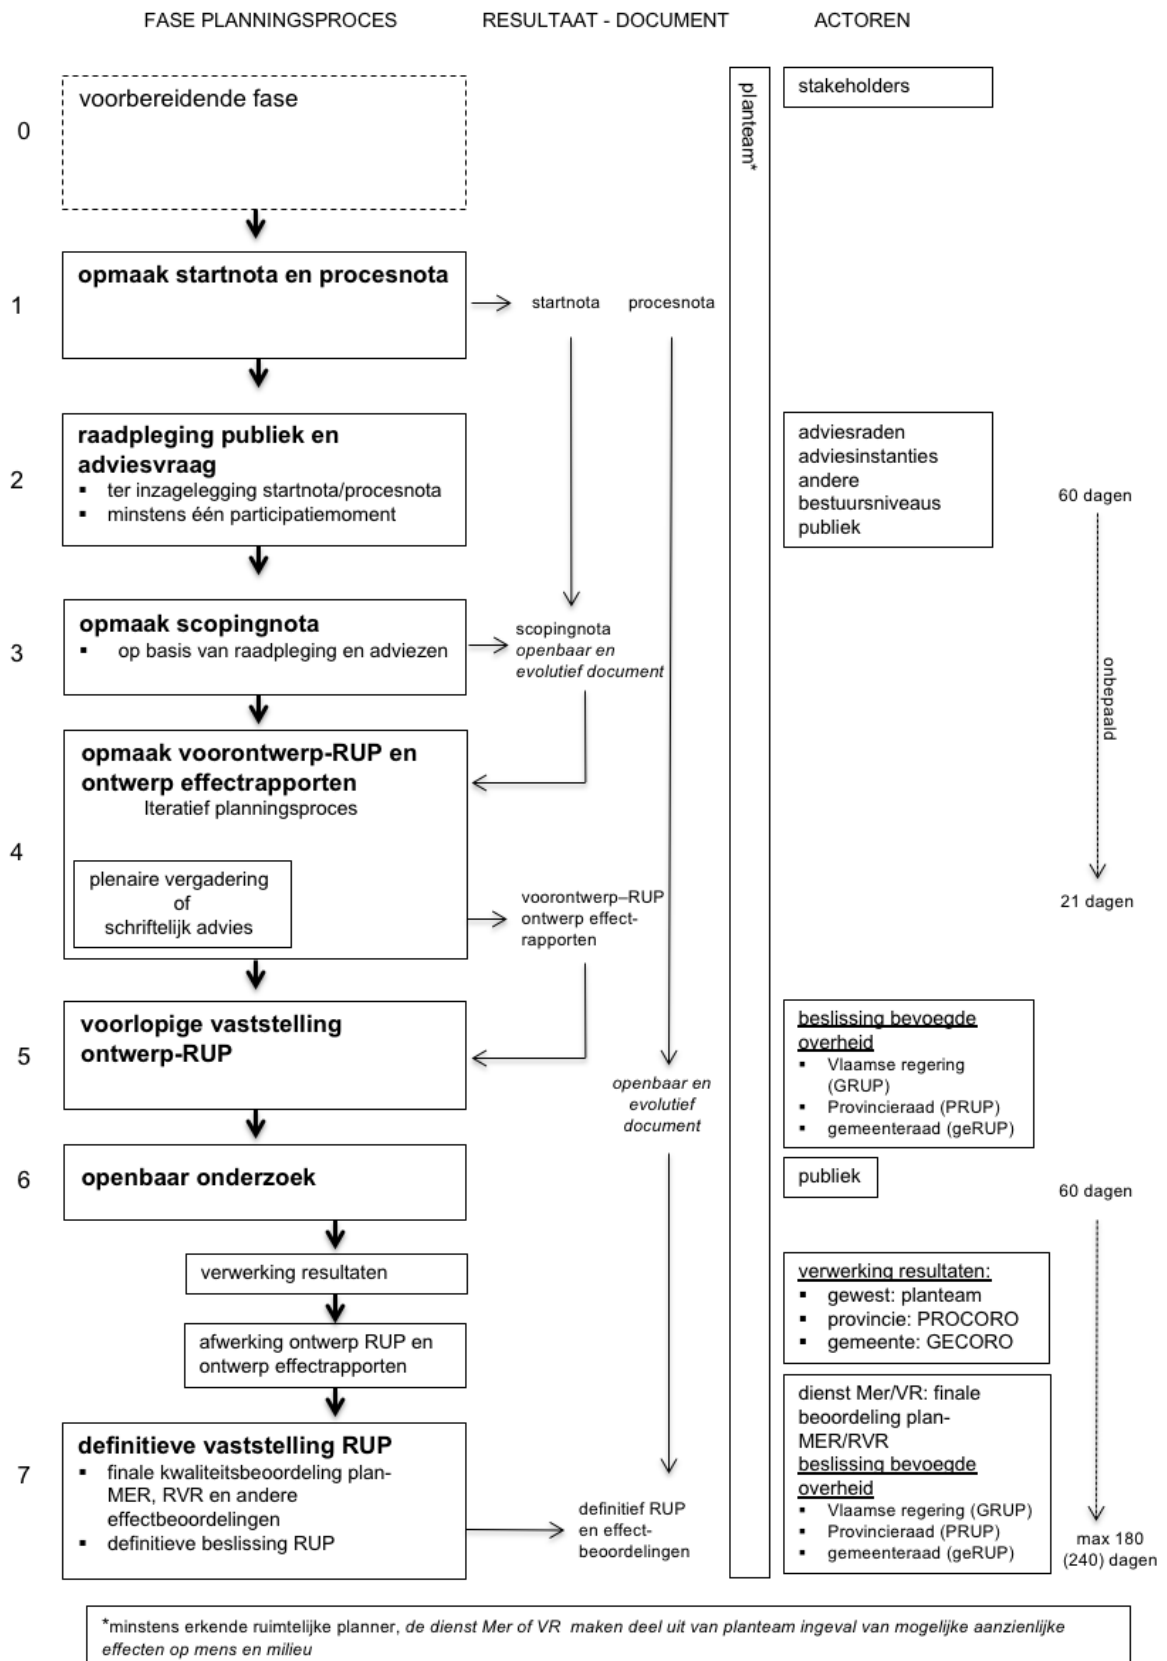 FASE PLANNINGSPROCES
RESULTAAT - DOCUMENT
ACTOREN
0
voorbereidende fase
planteam*
stakeholders
1
opmaak startnota en procesnota
startnota
procesnota
2
raadpleging publiek en
adviesvraag
▪ ter inzagelegging startnota/procesnota
▪ minstens één participatiemoment
adviesraden
adviesinstanties
andere
bestuursniveaus
publiek
60 dagen
3
opmaak scopingnota
▪ op basis van raadpleging en adviezen
scopingnota
openbaar en
evolutief document
onbepaald
4
opmaak voorontwerp-RUP en
ontwerp effectrapporten
Iteratief planningsproces
plenaire vergadering
of
schriftelijk advies
voorontwerp–RUP
ontwerp effect-
rapporten
21 dagen
5
voorlopige vaststelling
ontwerp-RUP
openbaar en
evolutief
document
beslissing bevoegde
overheid
▪ Vlaamse regering
(GRUP)
▪ Provincieraad (PRUP)
▪ gemeenteraad (geRUP)
6
openbaar onderzoek
publiek
60 dagen
verwerking resultaten
verwerking resultaten:
▪ gewest: planteam
▪ provincie: PROCORO
▪ gemeente: GECORO
afwerking ontwerp RUP en
ontwerp effectrapporten
7
definitieve vaststelling RUP
▪ finale kwaliteitsbeoordeling plan-
MER, RVR en andere
effectbeoordelingen
▪ definitieve beslissing RUP
definitief RUP
en effect-
beoordelingen
dienst Mer/VR: finale
beoordeling plan-
MER/RVR
beslissing bevoegde
overheid
▪ Vlaamse regering (GRUP)
▪ Provincieraad (PRUP)
▪ gemeenteraad (geRUP)
max 180
(240) dagen
*minstens erkende ruimtelijke planner, de dienst Mer of VR maken deel uit van planteam ingeval van mogelijke aanzienlijke
effecten op mens en milieu